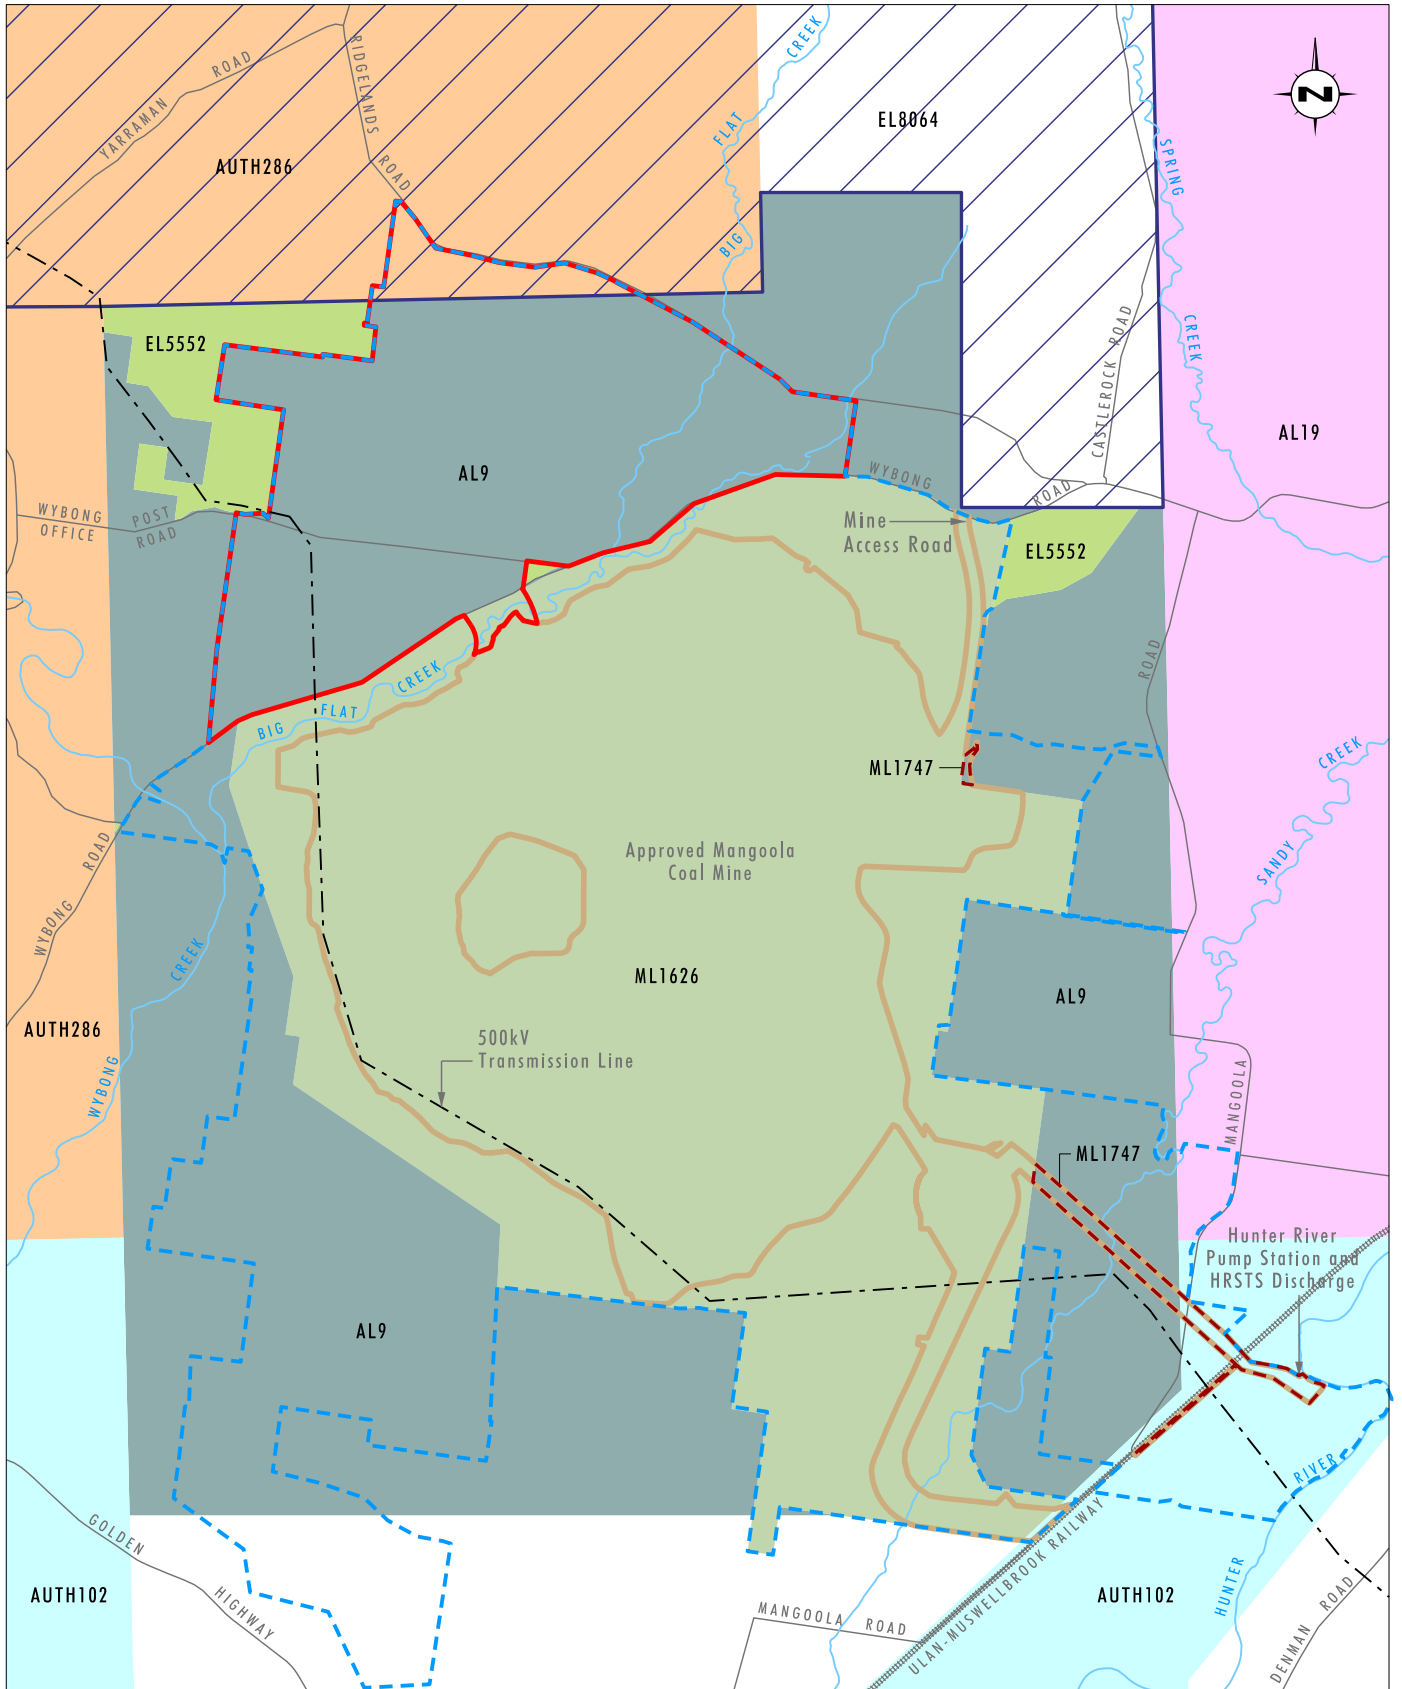 CREEK
FLAT
BIG
EL8064
N
YARRAMAN
ROAD
RIDGELANDS
ROAD
AUTH286
SPRING
CREEK
EL5552
CASTLEROCK ROAD
AL19
AL9
WYBONG
ROAD
WYBONG
OFFICE
POST
ROAD
Mine
Access Road
EL5552
ROAD
CREEK
FLAT
BIG
ML1747
CREEK
SANDY
Approved Mangoola
Coal Mine
WYBONG
ROAD
CREEK
WYBONG
ML1626
AL9
AUTH286
500kV
Transmission Line
MANGOOLA
ML1747
Hunter River
Pump Station and
HRSTS Discharge
AL9
RIVER
HUNTER
GOLDEN
HIGHWAY
AUTH102
AUTH102
MANGOOLA ROAD
ULAN-MUSWELLBROOK RAILWAY
DENMAN ROAD